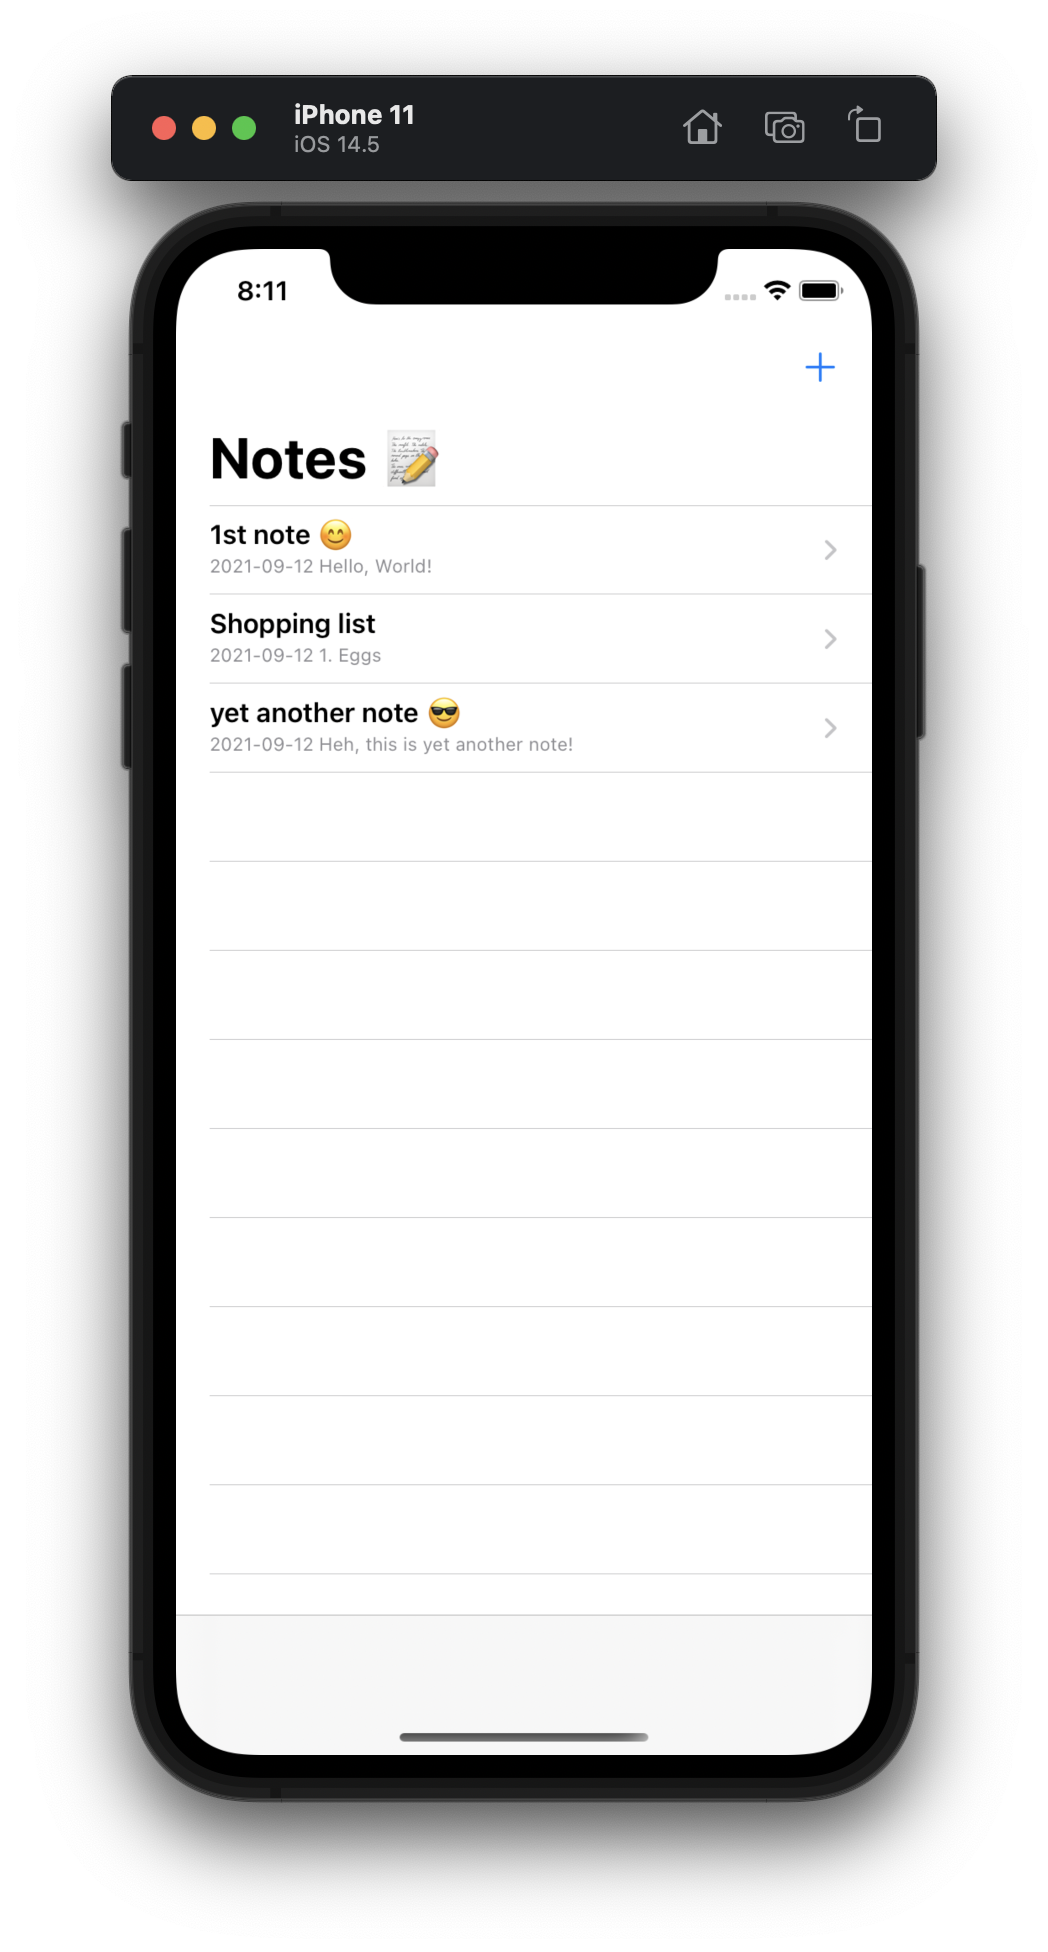 iPhone 11
iOS 14.5
8:11
Notes 📝
1st note 😊
2021-09-12 Hello, World!
Shopping list
2021-09-12 1. Eggs
yet another note 😎
2021-09-12 Heh, this is yet another note!